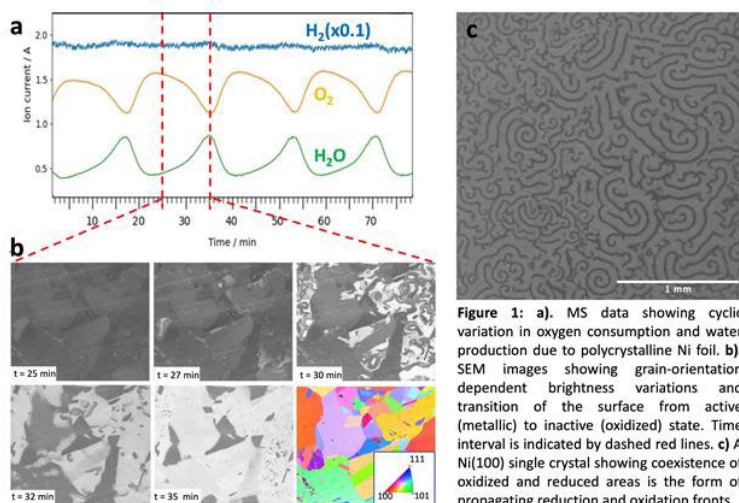 a
2.0
1.5
1.0
0.5
Ion current / A
H₂(x0.1)
O₂
H₂O
10 20 30 40 50 60 70
Time / min
b
t = 25 min
t = 27 min
t = 30 min
t = 32 min
t = 35 min
111
100
101
c
1 mm
Figure 1: a). MS data showing cyclic
variation in oxygen consumption and water
production due to polycrystalline Ni foil. b).
SEM images showing grain-orientation
dependent brightness variations and
transition of the surface from active
(metallic) to inactive (oxidized) state. Time
interval is indicated by dashed red lines. c) A
Ni(100) single crystal showing coexistence of
oxidized and reduced areas is the form of
propagating reduction and oxidation fronts